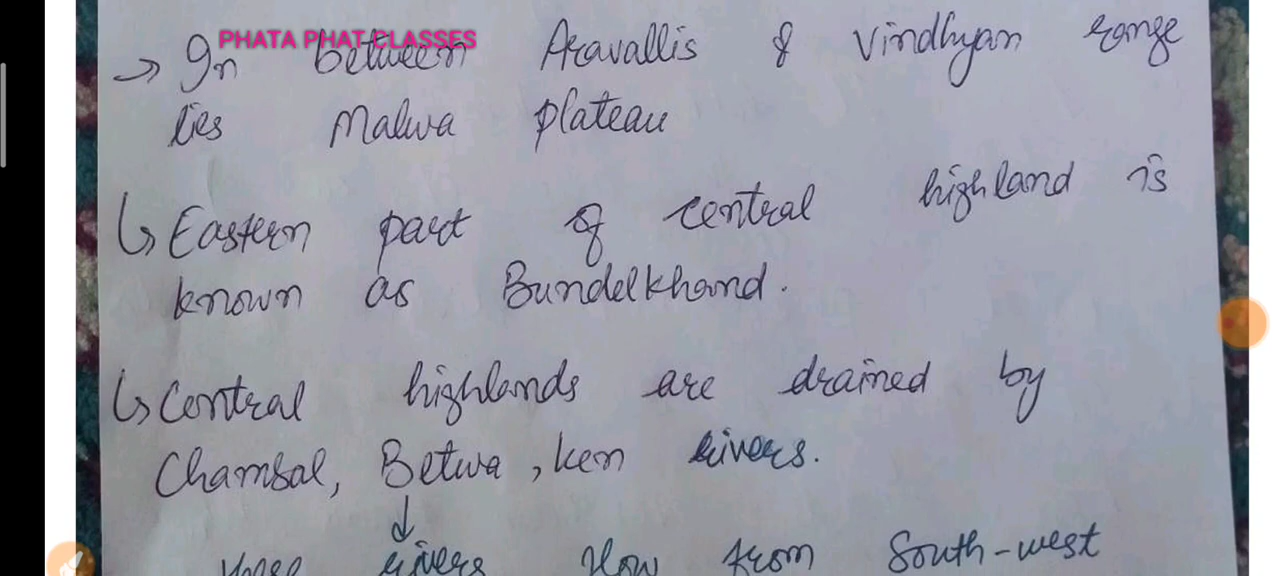 PHATA PHAT CLASSES
→ In between Aravallis & Vindhyan range
lies Malwa plateau
↳ Eastern part of central highland is
known as Bundelkhand.
↳ Central highlands are drained by
Chambal, Betwa, ken rivers.
↓
these rivers flow from South-west